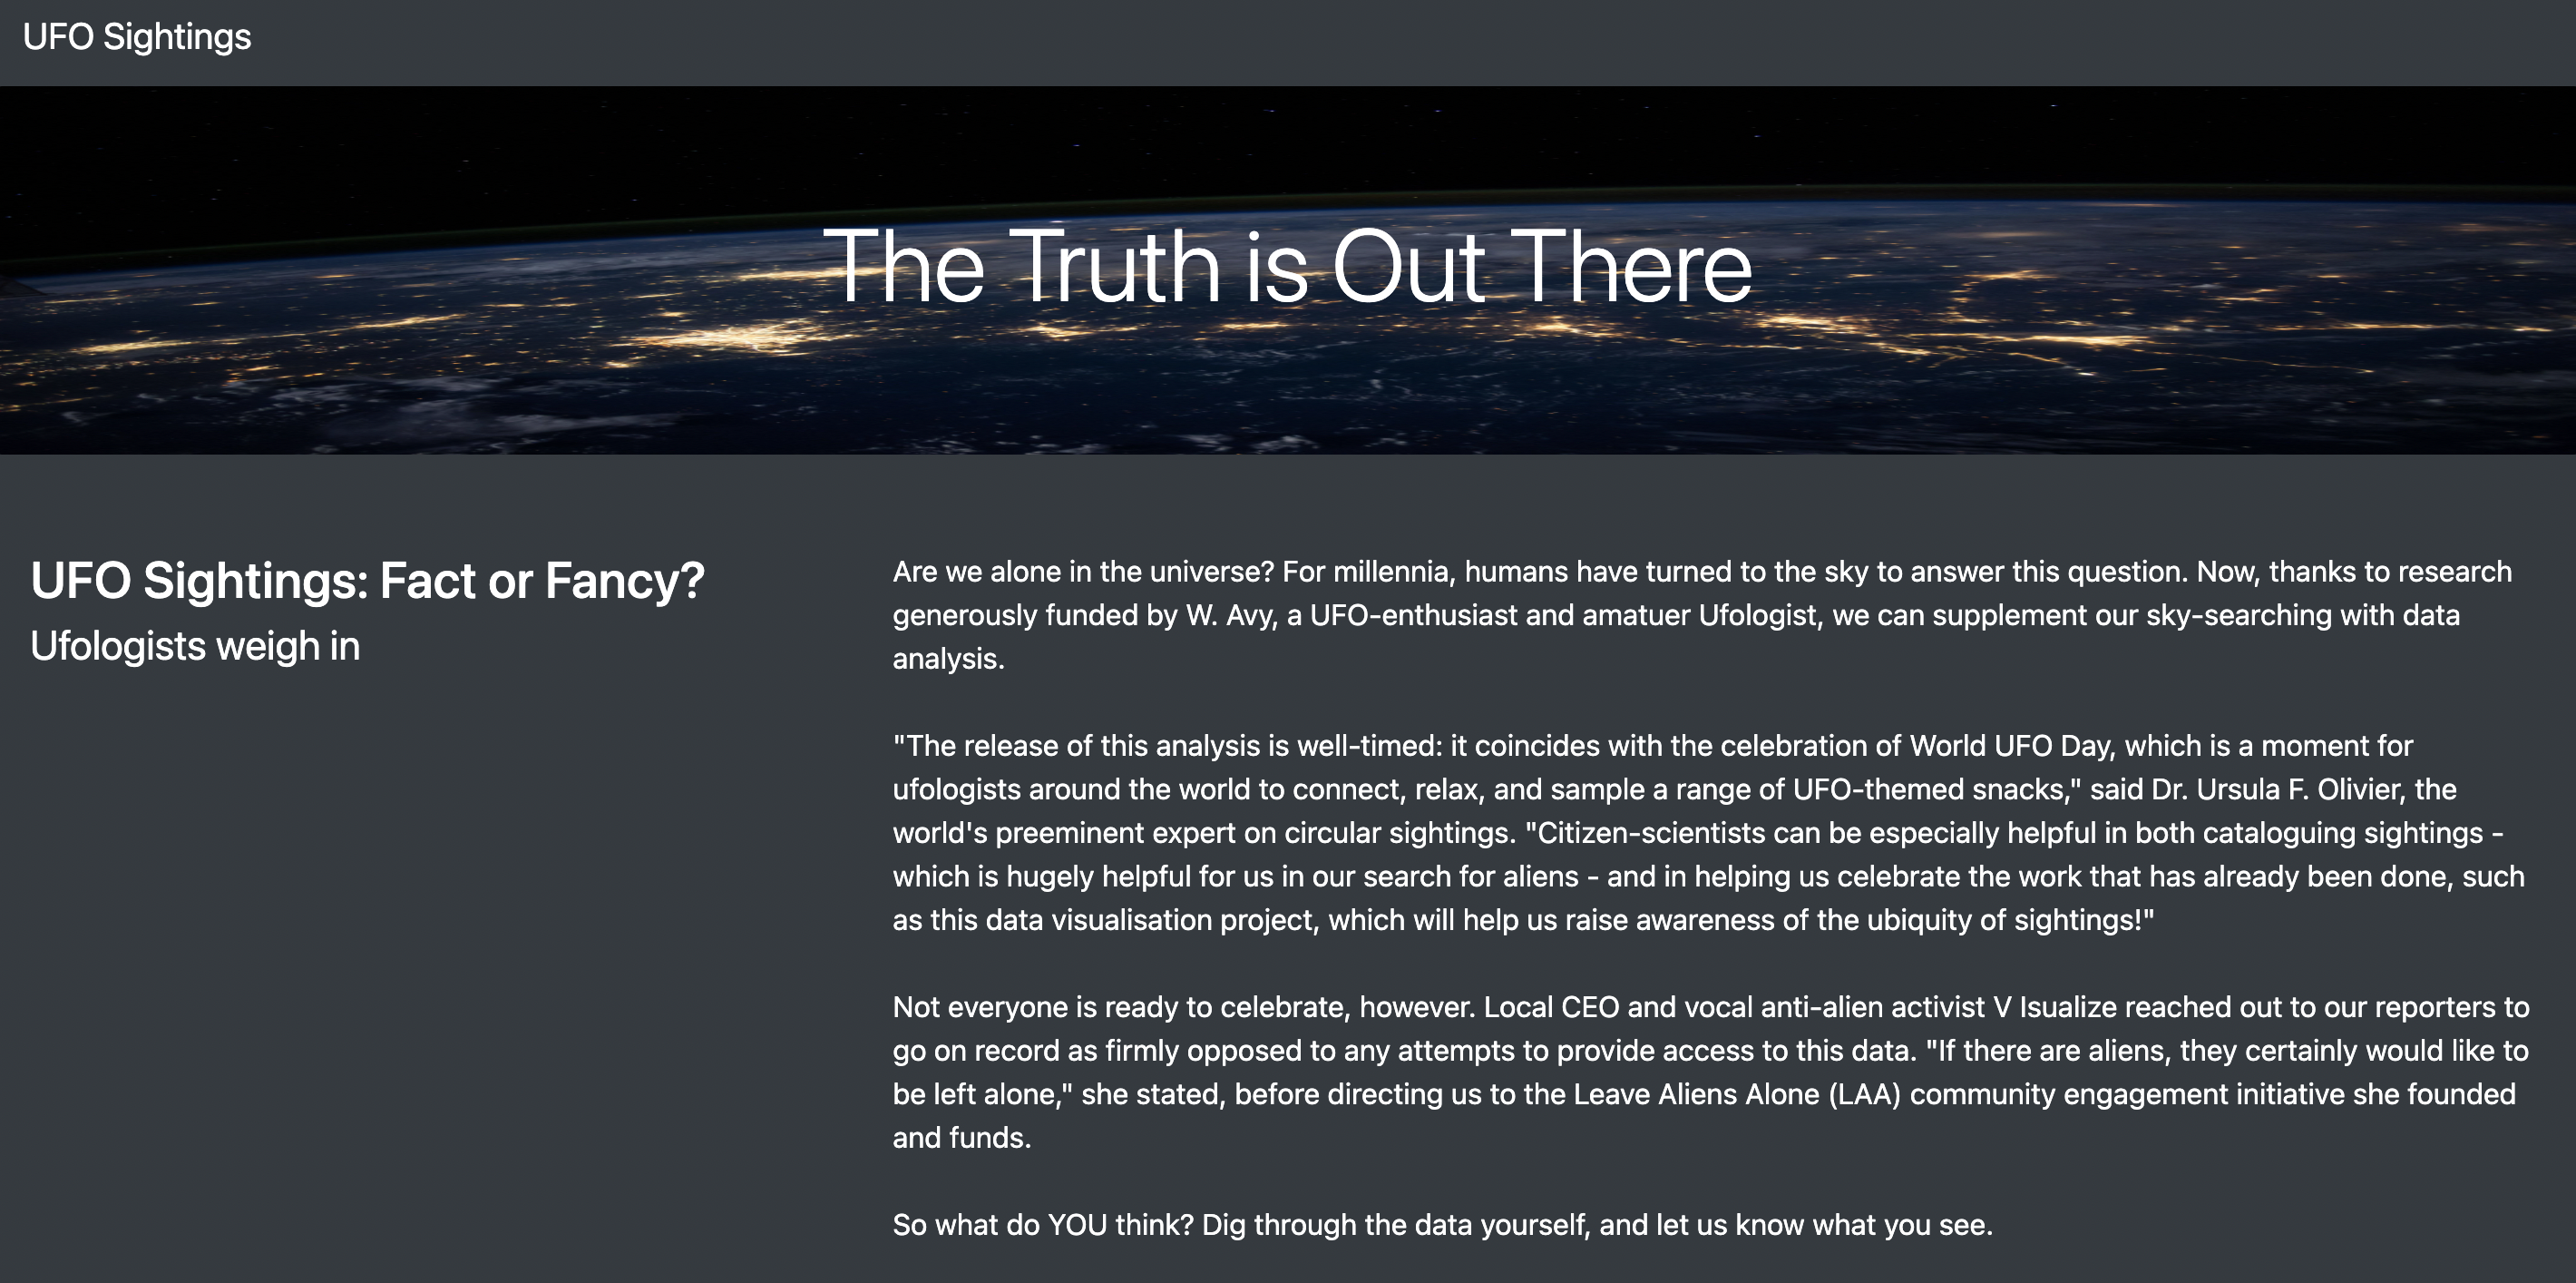 UFO Sightings
The Truth is Out There
UFO Sightings: Fact or Fancy?
Ufologists weigh in
Are we alone in the universe? For millennia, humans have turned to the sky to answer this question. Now, thanks to research
generously funded by W. Avy, a UFO-enthusiast and amatuer Ufologist, we can supplement our sky-searching with data
analysis.
"The release of this analysis is well-timed: it coincides with the celebration of World UFO Day, which is a moment for
ufologists around the world to connect, relax, and sample a range of UFO-themed snacks," said Dr. Ursula F. Olivier, the
world's preeminent expert on circular sightings. "Citizen-scientists can be especially helpful in both cataloguing sightings -
which is hugely helpful for us in our search for aliens - and in helping us celebrate the work that has already been done, such
as this data visualisation project, which will help us raise awareness of the ubiquity of sightings!"
Not everyone is ready to celebrate, however. Local CEO and vocal anti-alien activist V Isualize reached out to our reporters to
go on record as firmly opposed to any attempts to provide access to this data. "If there are aliens, they certainly would like to
be left alone," she stated, before directing us to the Leave Aliens Alone (LAA) community engagement initiative she founded
and funds.
So what do YOU think? Dig through the data yourself, and let us know what you see.